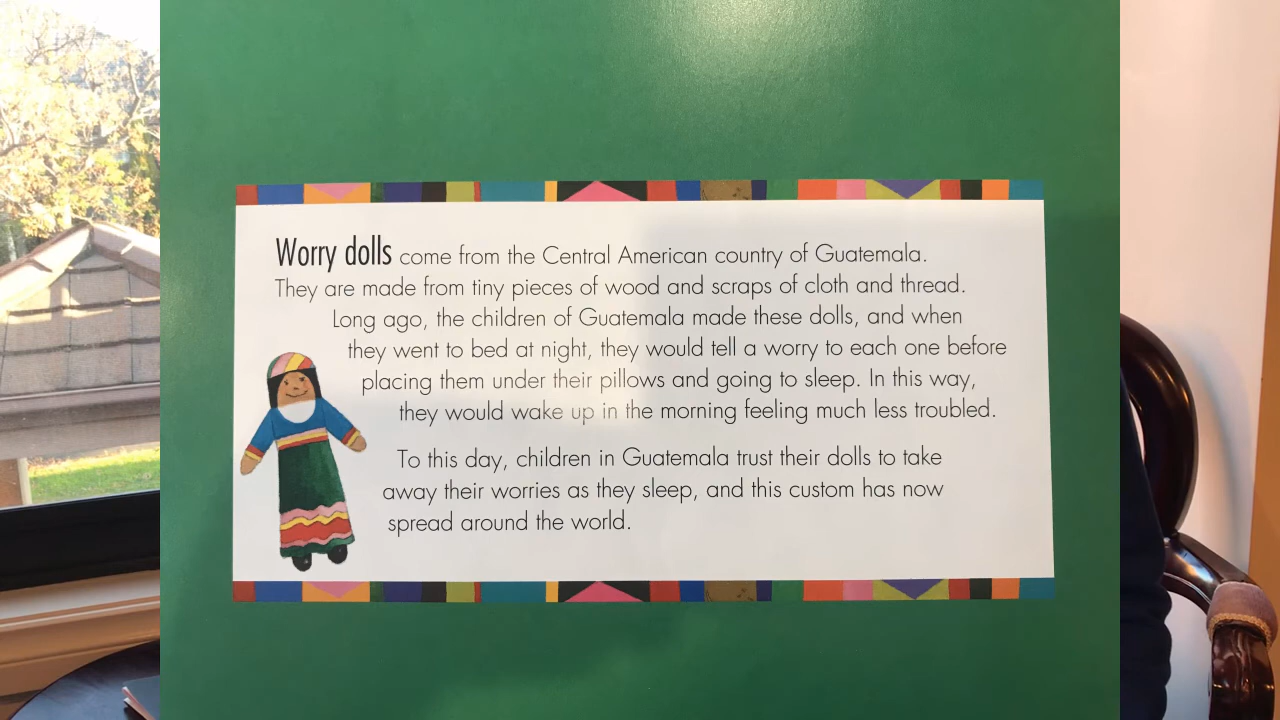 Worry dolls come from the Central American country of Guatemala.
They are made from tiny pieces of wood and scraps of cloth and thread.
Long ago, the children of Guatemala made these dolls, and when
they went to bed at night, they would tell a worry to each one before
placing them under their pillows and going to sleep. In this way,
they would wake up in the morning feeling much less troubled.
To this day, children in Guatemala trust their dolls to take
away their worries as they sleep, and this custom has now
spread around the world.